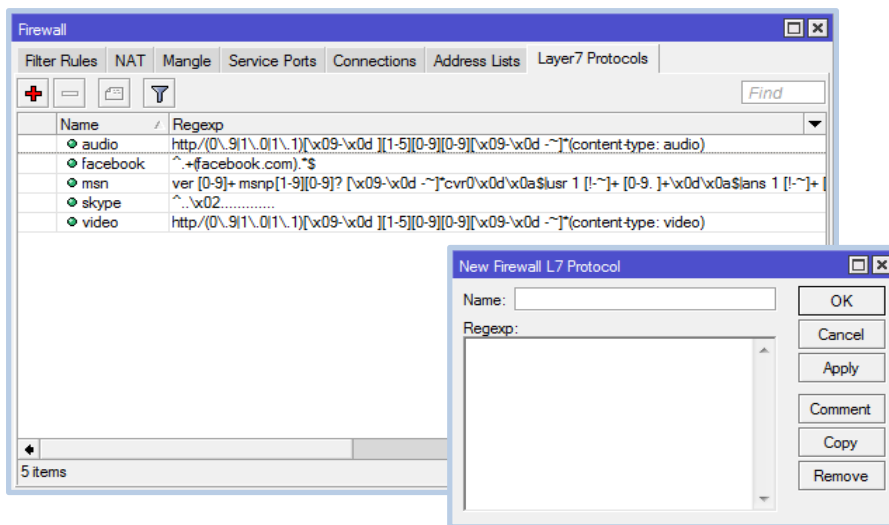 Firewall
Filter Rules NAT Mangle Service Ports Connections Address Lists Layer7 Protocols
Find
Name Regexp
audio http/(0\.9|1\.0|1\.1)[\x09-\x0d ][1-5][0-9][0-9][\x09-\x0d -~]*(content-type: audio)
facebook ^.+(facebook.com).*$
msn ver [0-9]+ msnp[1-9][0-9]? [\x09-\x0d -~]*cvr0\x0d\x0a$|usr 1 [!-~]+ [0-9. ]+\x0d\x0a$|ans 1 [!-~]+ [
skype ^..\x02.............
video http/(0\.9|1\.0|1\.1)[\x09-\x0d ][1-5][0-9][0-9][\x09-\x0d -~]*(content-type: video)
5 items
New Firewall L7 Protocol
Name:
Regexp:
OK
Cancel
Apply
Comment
Copy
Remove